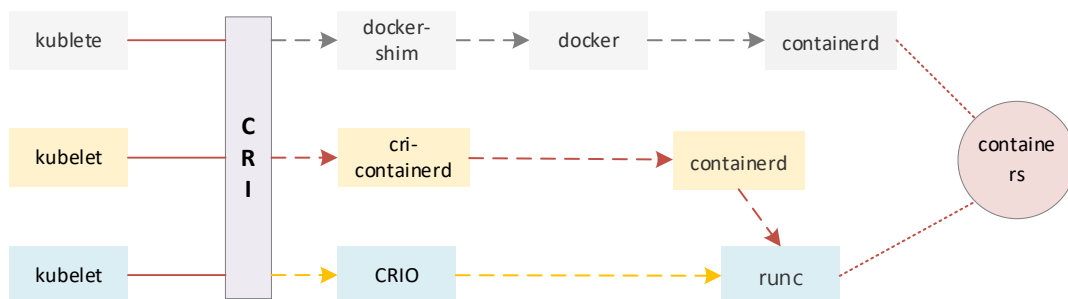 kublete
docker-
shim
docker
containerd
C
R
I
kubelet
cri-
containerd
containerd
containe
rs
kubelet
CRIO
runc